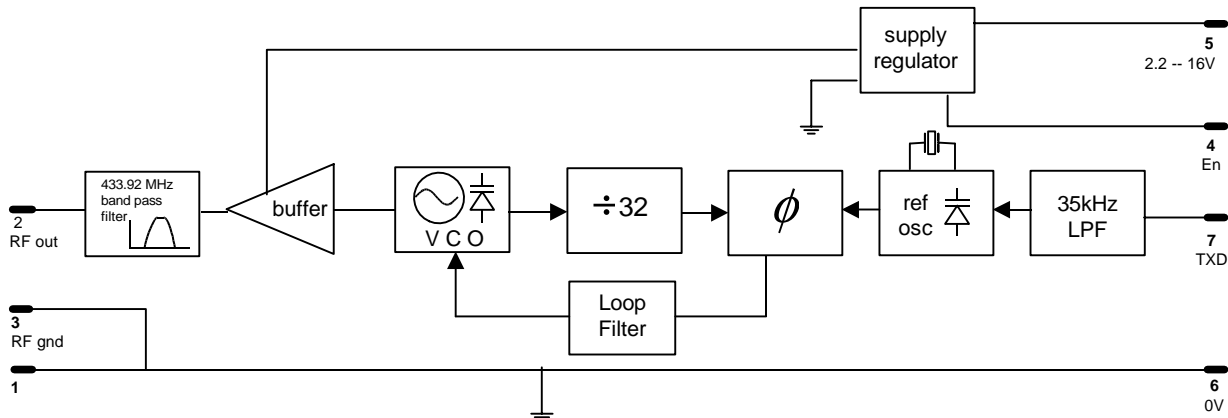 supply
regulator
5
2.2 -- 16V
4
En
433.92 MHz
band pass
filter
buffer
V C O
÷32
ϕ
ref
osc
35kHz
LPF
2
RF out
7
TXD
Loop
Filter
3
RF gnd
1
6
0V